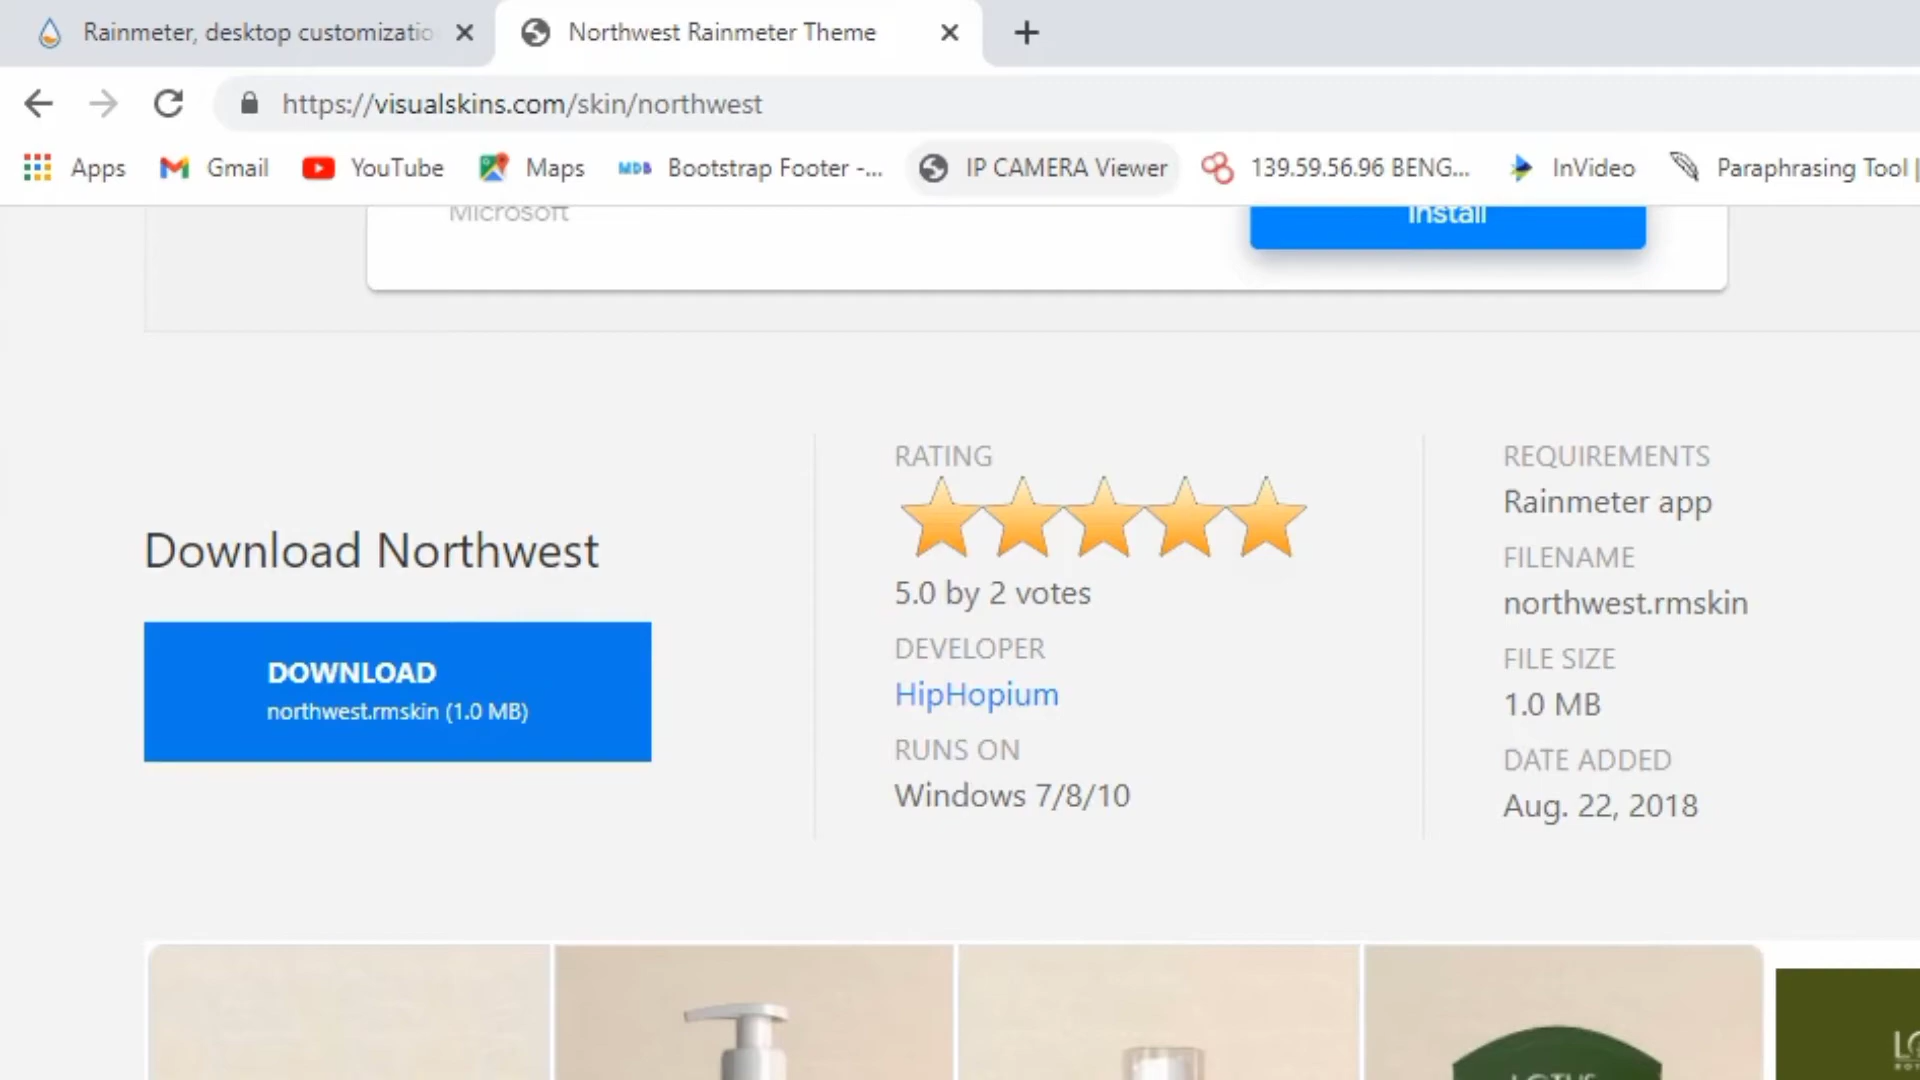 Rainmeter, desktop customizatio
Northwest Rainmeter Theme
https://visualskins.com/skin/northwest
Apps
Gmail
YouTube
Maps
MDB
Bootstrap Footer -...
IP CAMERA Viewer
139.59.56.96 BENG...
InVideo
Paraphrasing Tool |
Microsoft
Install
Download Northwest
DOWNLOAD
northwest.rmskin (1.0 MB)
RATING
5.0 by 2 votes
DEVELOPER
HipHopium
RUNS ON
Windows 7/8/10
REQUIREMENTS
Rainmeter app
FILENAME
northwest.rmskin
FILE SIZE
1.0 MB
DATE ADDED
Aug. 22, 2018
LOTUS